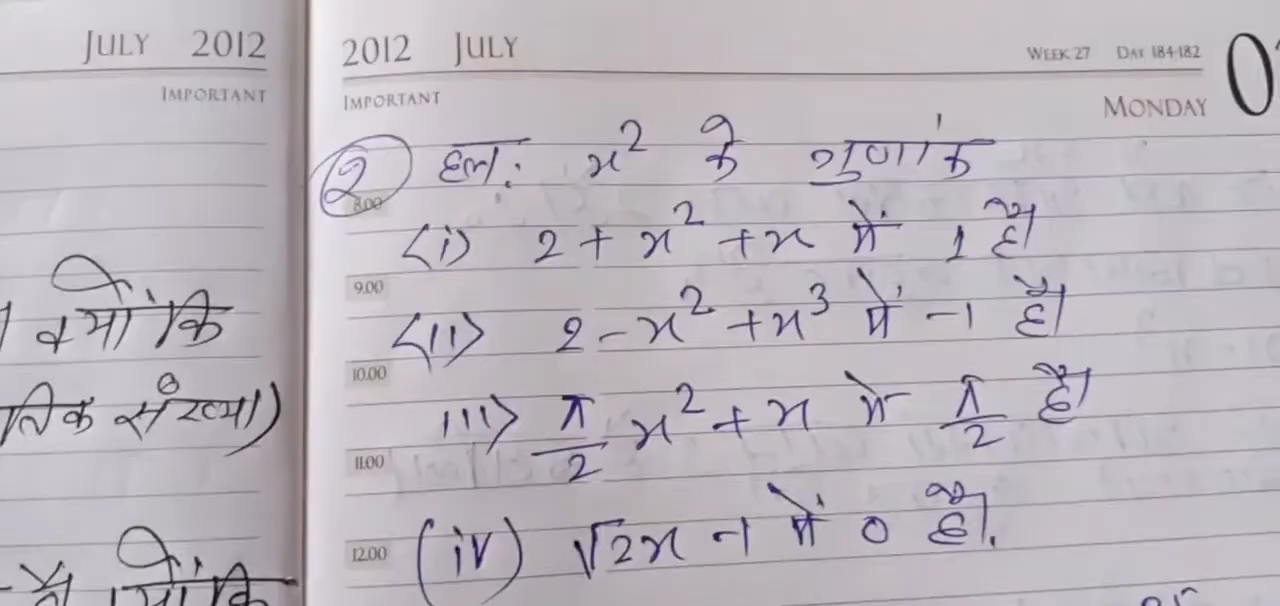 JULY 2012
IMPORTANT
क्योंकि
संख्या)
2012 JULY
WEEK 27 DAY 184-182
IMPORTANT
MONDAY
② हल: x² के गुणांक
8.00
(i) 2 + x² + x में 1 है।
9.00
(ii) 2 - x² + x³ में -1 है।
10.00
iii) π/2 x² + x में π/2 है।
11.00
(iv) √2x - 1 में 0 है।
12.00